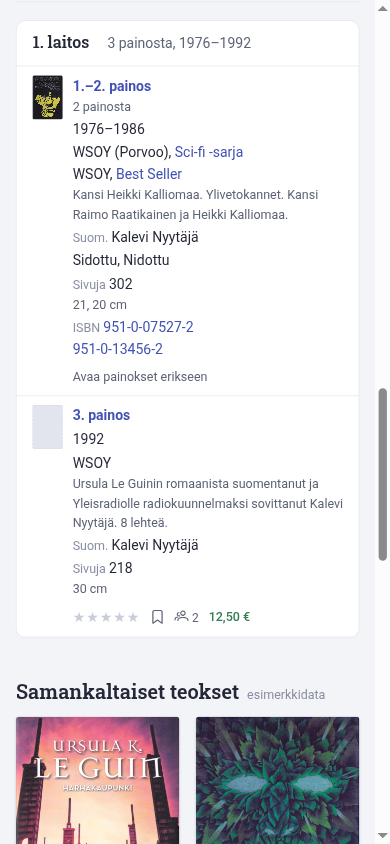 1. laitos 3 painosta, 1976–1992
1.–2. painos
2 painosta
1976–1986
WSOY (Porvoo), Sci-fi -sarja
WSOY, Best Seller
Kansi Heikki Kalliomaa. Ylivetokannet. Kansi
Raimo Raatikainen ja Heikki Kalliomaa.
Suom. Kalevi Nyytäjä
Sidottu, Nidottu
Sivuja 302
21, 20 cm
ISBN 951-0-07527-2
951-0-13456-2
Avaa painokset erikseen
3. painos
1992
WSOY
Ursula Le Guinin romaanista suomentanut ja
Yleisradiolle radiokuunnelmaksi sovittanut Kalevi
Nyytäjä. 8 lehteä.
Suom. Kalevi Nyytäjä
Sivuja 218
30 cm
2 12,50 €
Samankaltaiset teokset esimerkkidata
URSULA K.
LE GUIN
HARHAKAUPUNKI